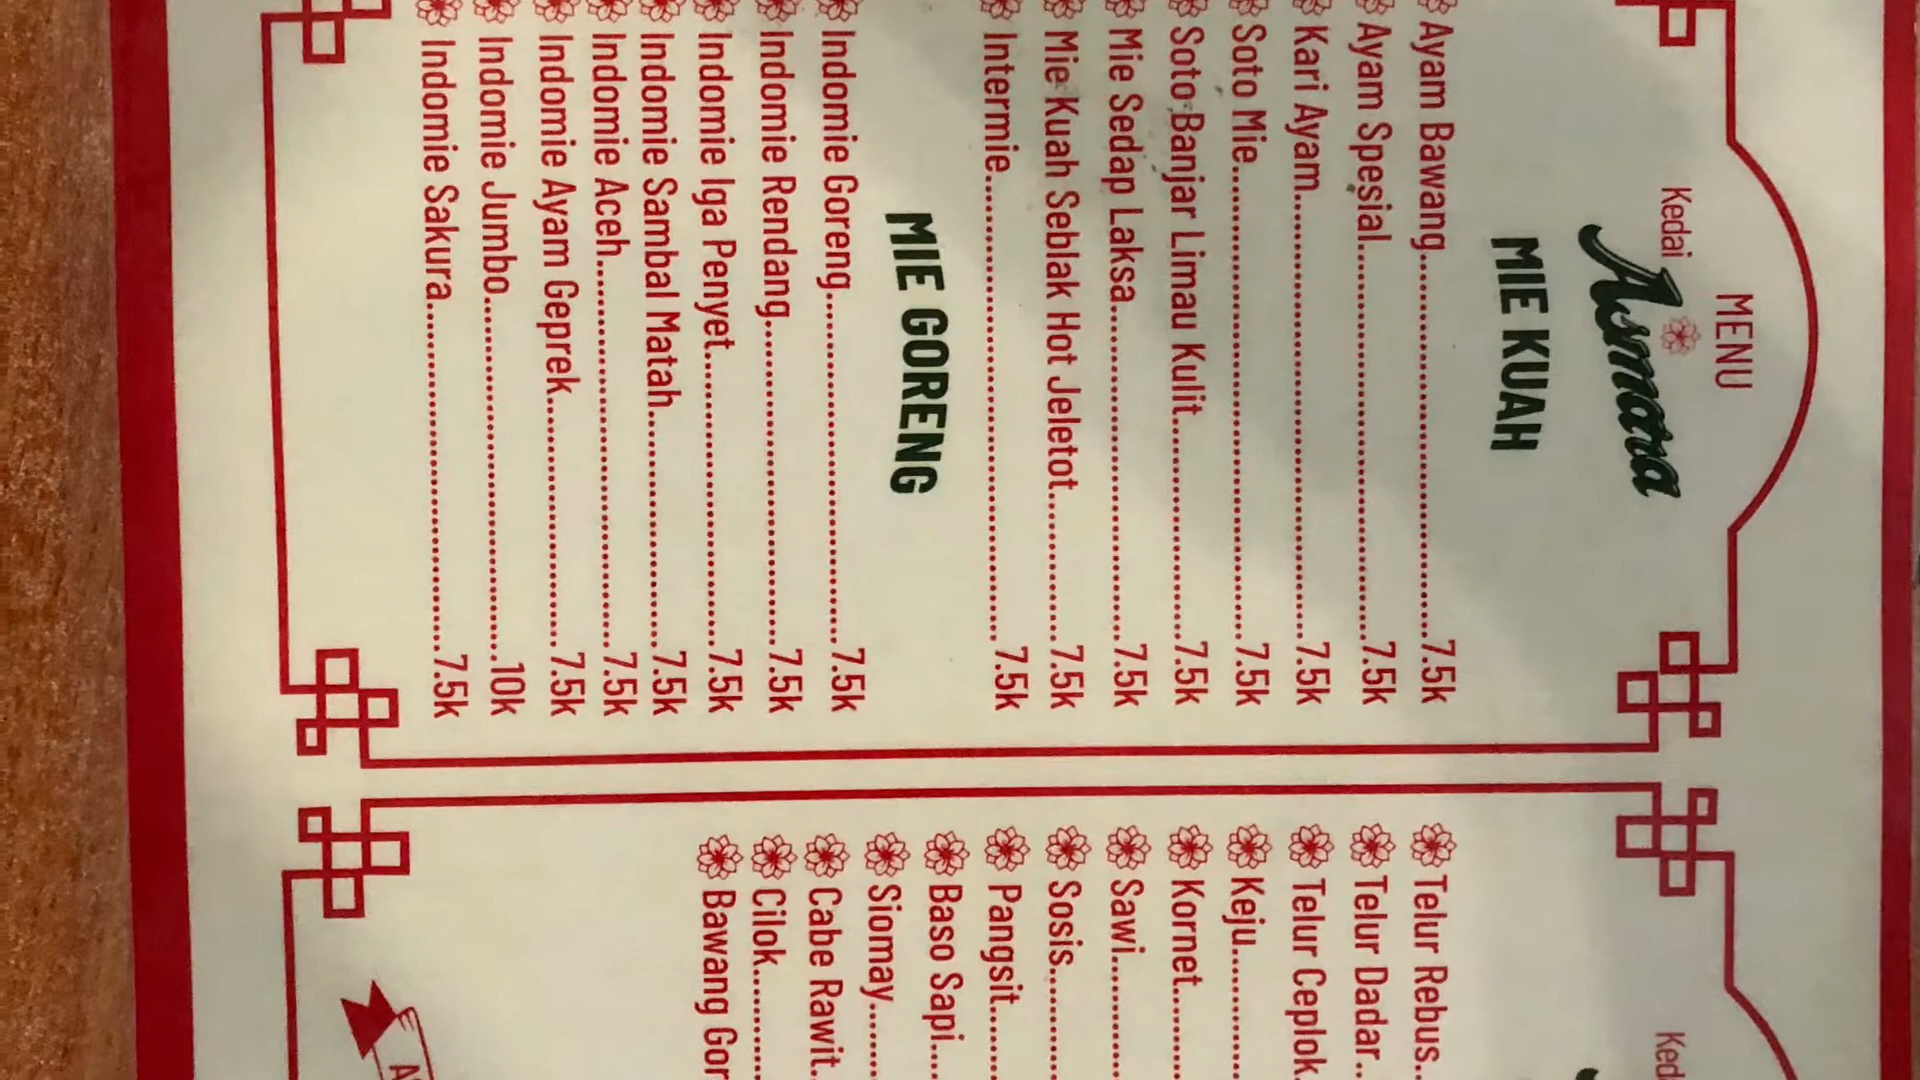 MENU
Kedai
Asmara
MIE KUAH
Ayam Bawang..........7.5k
Ayam Spesial..........7.5k
Kari Ayam..........7.5k
Soto Mie..........7.5k
Soto Banjar Limau Kulit..........7.5k
Mie Sedap Laksa..........7.5k
Mie Kuah Seblak Hot Jeletot..........7.5k
Intermie..........7.5k
MIE GORENG
Indomie Goreng..........7.5k
Indomie Rendang..........7.5k
Indomie Iga Penyet..........7.5k
Indomie Sambal Matah..........7.5k
Indomie Aceh..........7.5k
Indomie Ayam Geprek..........7.5k
Indomie Jumbo..........10k
Indomie Sakura..........7.5k
Telur Rebus...
Telur Dadar...
Telur Ceplok...
Keju..........
Kornet..........
Sawi..........
Sosis..........
Pangsit..........
Baso Sapi...
Siomay..........
Cabe Rawit...
Cilok..........
Bawang Gor